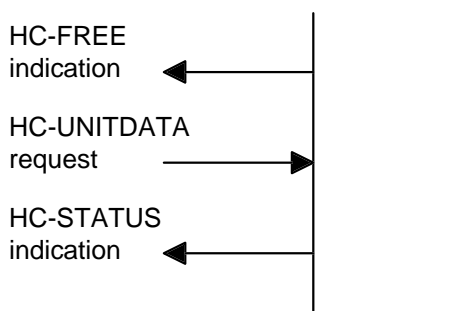 HC-FREE
indication
HC-UNITDATA
request
HC-STATUS
indication